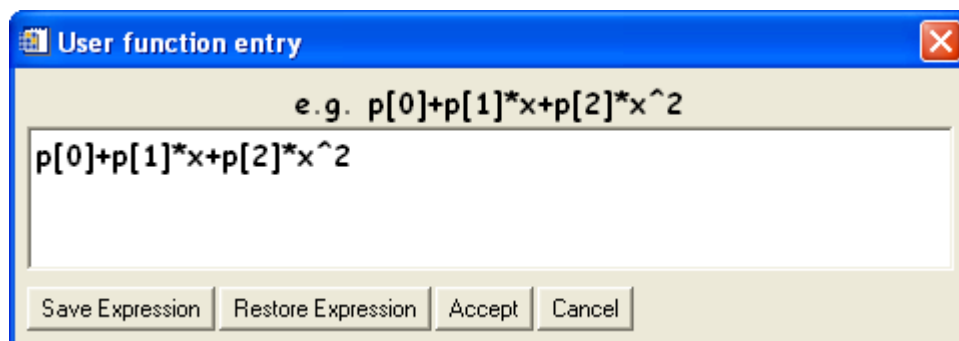 User function entry
e.g. p[0]+p[1]*x+p[2]*x^2
p[0]+p[1]*x+p[2]*x^2
Save Expression Restore Expression Accept Cancel